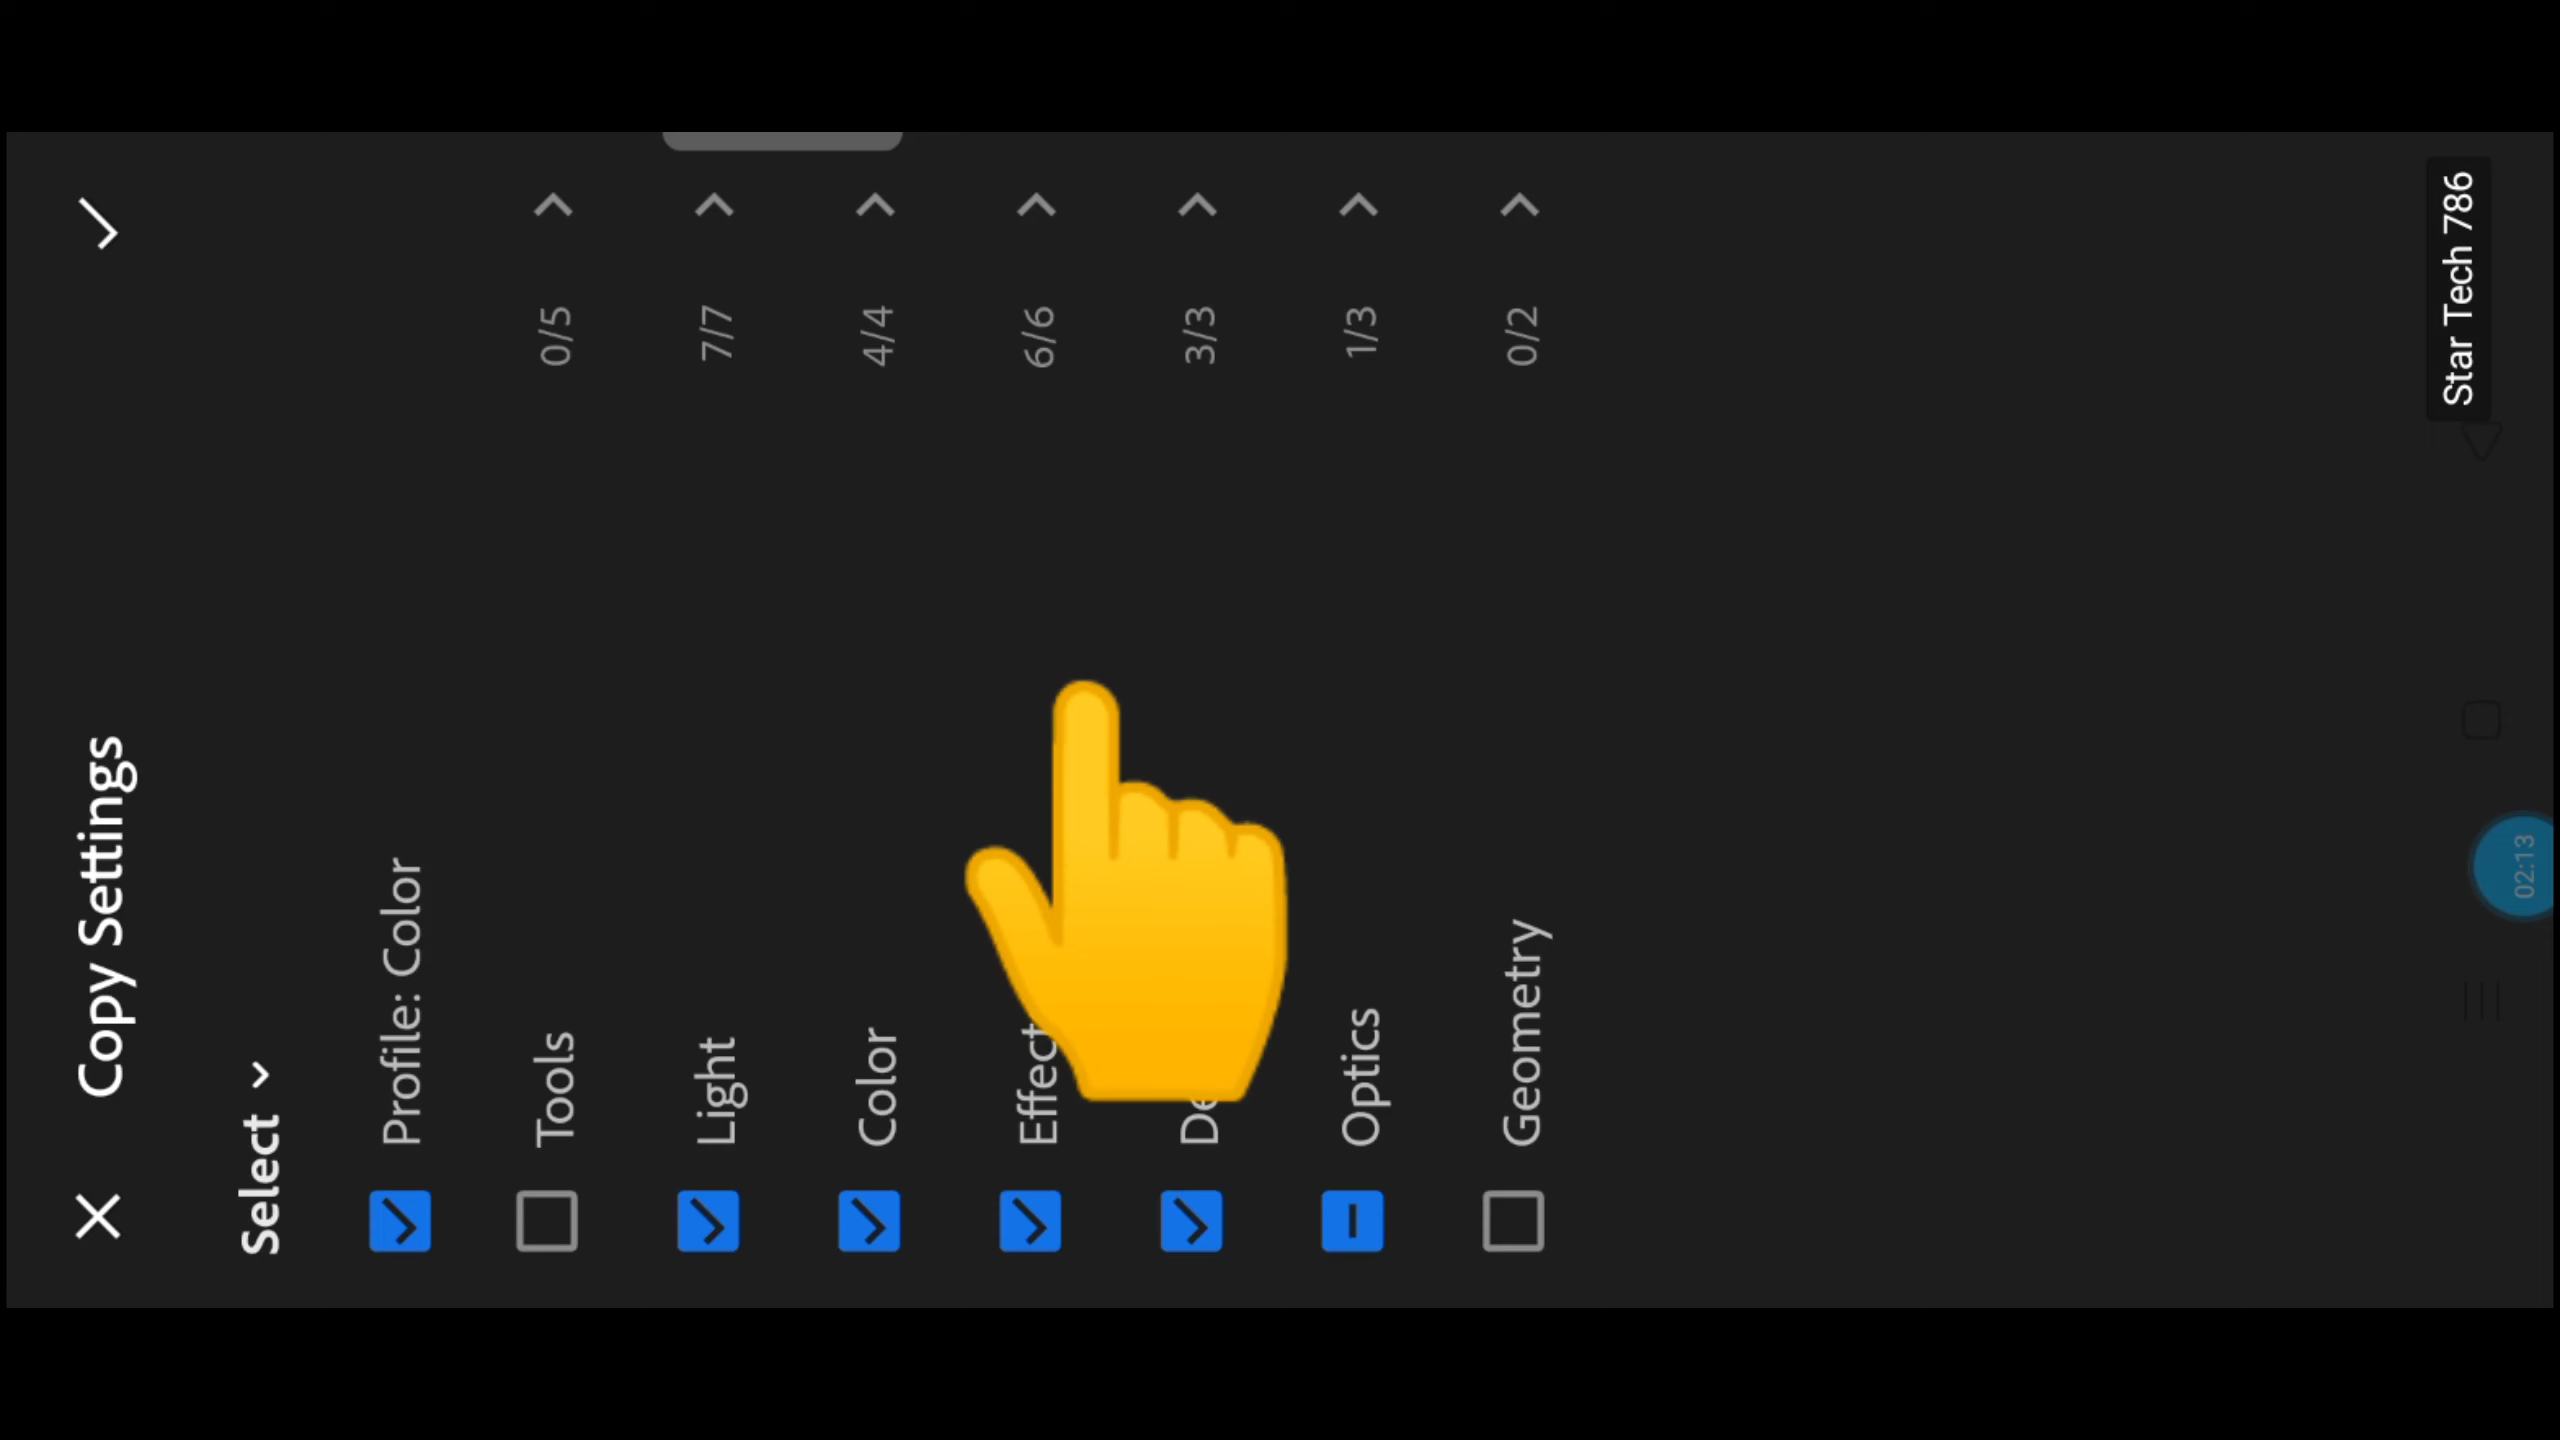 Copy Settings
Select
Profile: Color
Tools 0/5
Light 7/7
Color 4/4
Effect 6/6
De 3/3
Optics 1/3
Geometry 0/2
Star Tech 786
02:13